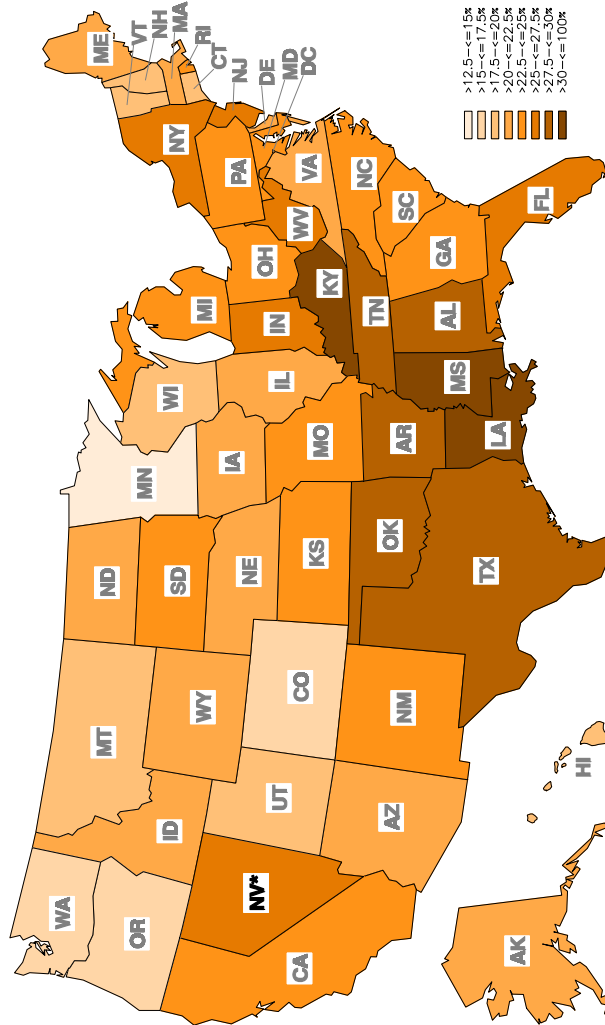 WA
ME
MT
ND
OR
VT
MN
NH
ID
WI
NY
SD
MA
WY
RI
MI
CT
IA
PA
NJ
NE
NV*
OH
DE
IN
UT
IL
MD
CA
CO
WV
DC
VA
KS
MO
KY
NC
TN
OK
AZ
NM
AR
SC
GA
AL
MS
TX
LA
AK
FL
HI
>12.5-<=15%
>15-<=17.5%
>17.5-<=20%
>20-<=22.5%
>22.5-<=25%
>25-<=27.5%
>27.5-<=30%
>30-<=100%